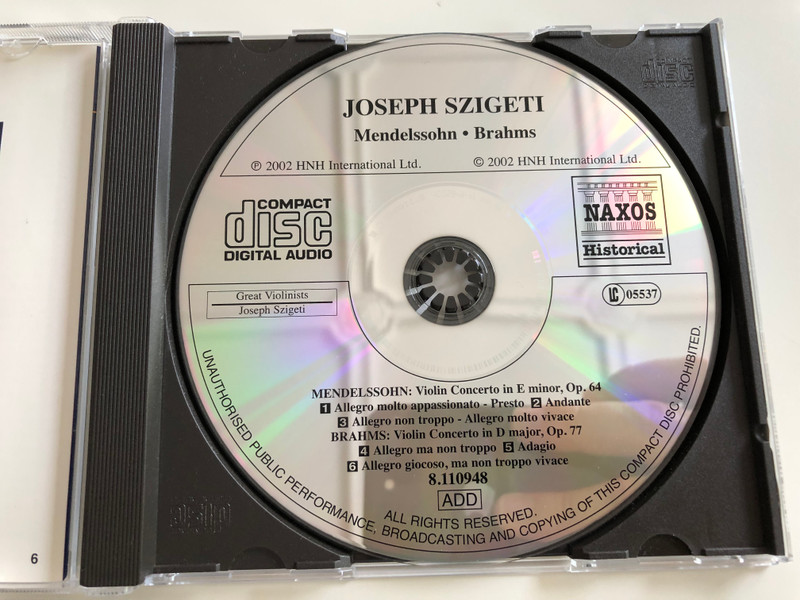 JOSEPH SZIGETI
Mendelssohn • Brahms
℗ 2002 HNH International Ltd. © 2002 HNH International Ltd.
COMPACT
disc
DIGITAL AUDIO
NAXOS
Historical
Great Violinists
Joseph Szigeti
LC 05537
MENDELSSOHN: Violin Concerto in E minor, Op. 64
1 Allegro molto appassionato - Presto 2 Andante
3 Allegro non troppo - Allegro molto vivace
BRAHMS: Violin Concerto in D major, Op. 77
4 Allegro ma non troppo 5 Adagio
6 Allegro giocoso, ma non troppo vivace
8.110948
ADD
ALL RIGHTS RESERVED.
UNAUTHORISED PUBLIC PERFORMANCE, BROADCASTING AND COPYING OF THIS COMPACT DISC PROHIBITED.
disc
6